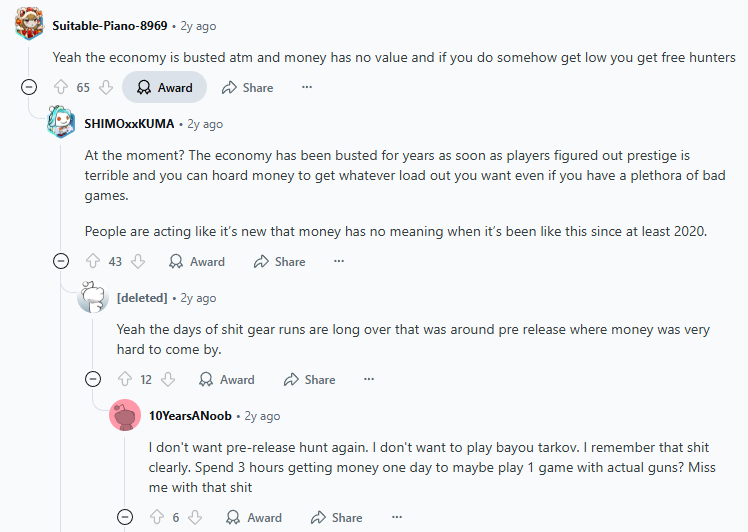 Suitable-Piano-8969 • 2y ago
Yeah the economy is busted atm and money has no value and if you do somehow get low you get free hunters
65 Award Share ...
SHIMOxxKUMA • 2y ago
At the moment? The economy has been busted for years as soon as players figured out prestige is
terrible and you can hoard money to get whatever load out you want even if you have a plethora of bad
games.
People are acting like it’s new that money has no meaning when it’s been like this since at least 2020.
43 Award Share ...
[deleted] • 2y ago
Yeah the days of shit gear runs are long over that was around pre release where money was very
hard to come by.
12 Award Share ...
10YearsANoob • 2y ago
I don't want pre-release hunt again. I don't want to play bayou tarkov. I remember that shit
clearly. Spend 3 hours getting money one day to maybe play 1 game with actual guns? Miss
me with that shit
6 Award Share ...